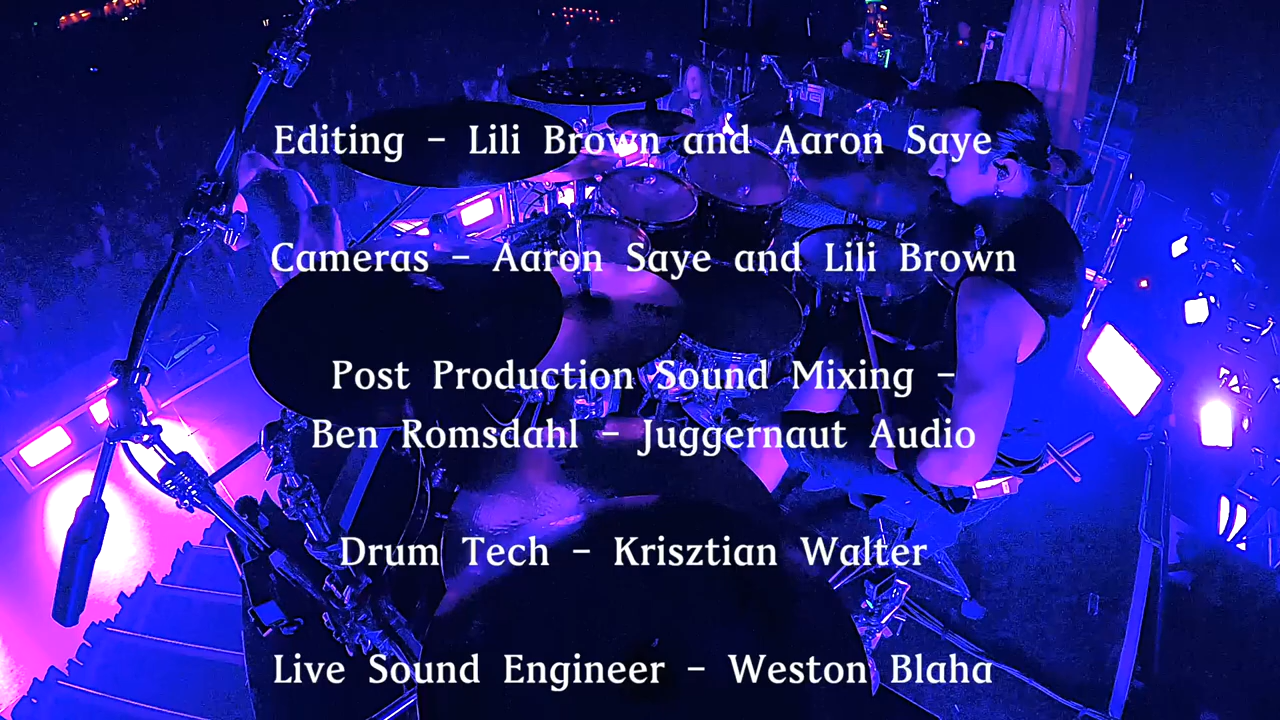 Editing – Lili Brown and Aaron Saye
Cameras – Aaron Saye and Lili Brown
Post Production Sound Mixing –
Ben Romsdahl – Juggernaut Audio
Drum Tech – Krisztian Walter
Live Sound Engineer – Weston Blaha